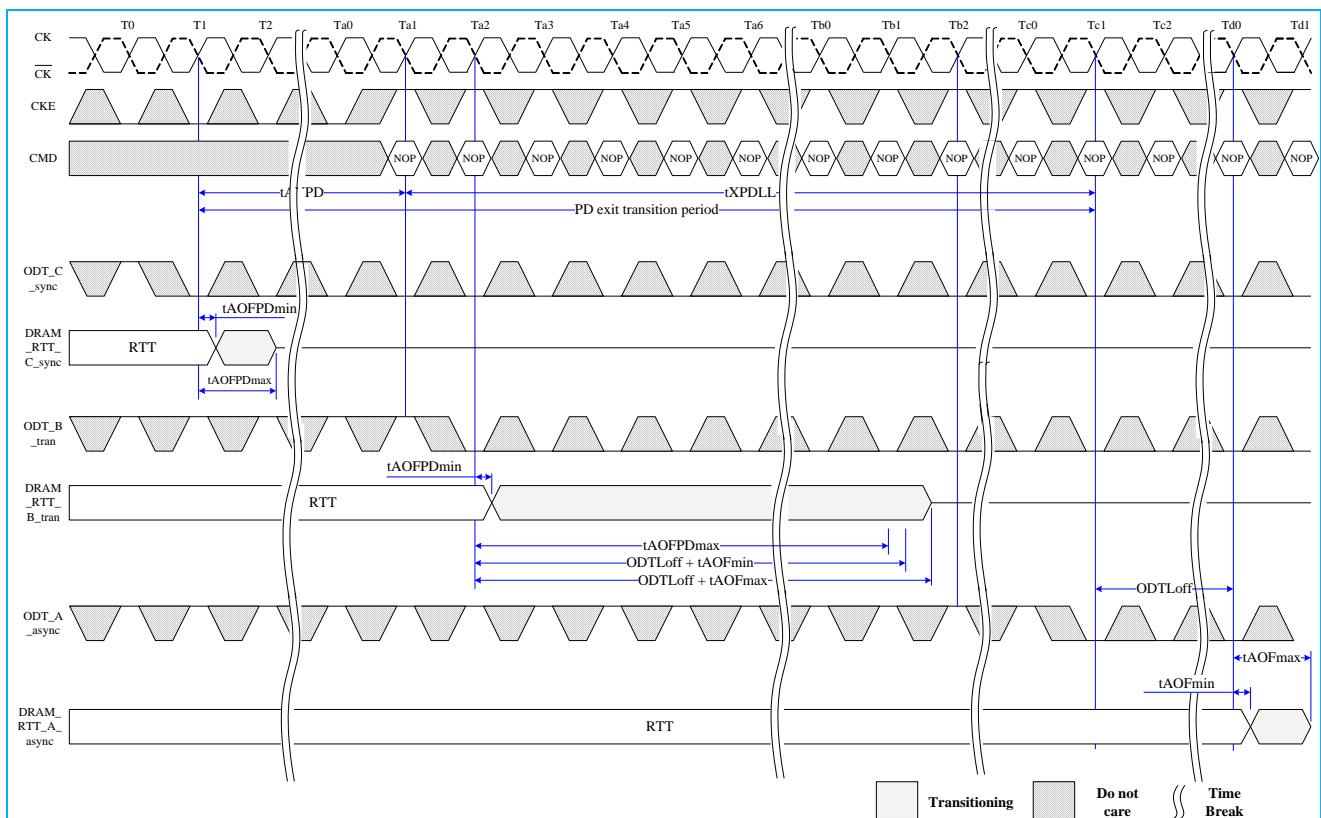 T0 T1 T2 Ta0 Ta1 Ta2 Ta3 Ta4 Ta5 Ta6 Tb0 Tb1 Tb2 Tc0 Tc1 Tc2 Td0 Td1
CK
CK
CKE
CMD
NOP NOP NOP NOP NOP NOP NOP NOP NOP NOP NOP NOP NOP NOP
tXPDLL
PD exit transition period
ODT_C
_sync
tAOFPDmin
DRAM
_RTT_
C_sync
RTT
tAOFPDmax
ODT_B
_tran
tAOFPDmin
DRAM
_RTT_
B_tran
RTT
tAOFPDmax
ODTLoff + tAOFmin
ODTLoff + tAOFmax
ODTLoff
ODT_A
_async
tAOFmax
tAOFmin
DRAM_
RTT_A_
async
RTT
Transitioning
Do not
care
Time
Break